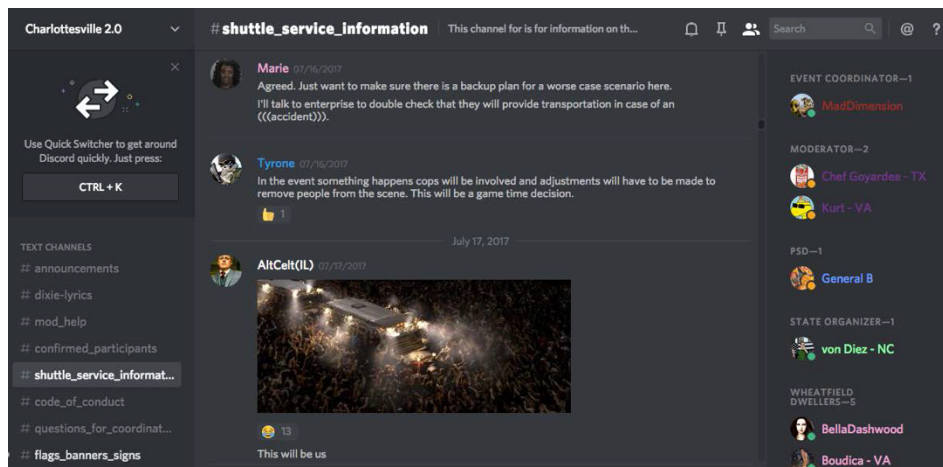 Charlottesville 2.0
#shuttle_service_information
This channel for is for information on th...
Search
@
?
Use Quick Switcher to get around
Discord quickly. Just press:
CTRL + K
TEXT CHANNELS
# announcements
# dixie-lyrics
# mod_help
# confirmed_participants
# shuttle_service_informat...
# code_of_conduct
# questions_for_coordinat...
# flags_banners_signs
Marie 07/16/2017
Agreed. Just want to make sure there is a backup plan for a worse case scenario here.
I'll talk to enterprise to double check that they will provide transportation in case of an
(((accident))).
Tyrone 07/16/2017
In the event sornething happens cops will be involved and adjustments will have to be made to
remove people from the scene. This will be a game time decision.
1
July 17, 2017
AltCelt(IL) 07/17/2017
13
This will be us
EVENT COORDINATOR—1
MadDimension
MODERATOR—2
Chef Goyardee - TX
Kurt - VA
PSD—1
General B
STATE ORGANIZER—1
von Diez - NC
WHEATFIELD
DWELLERS—5
BellaDashwood
Boudica - VA